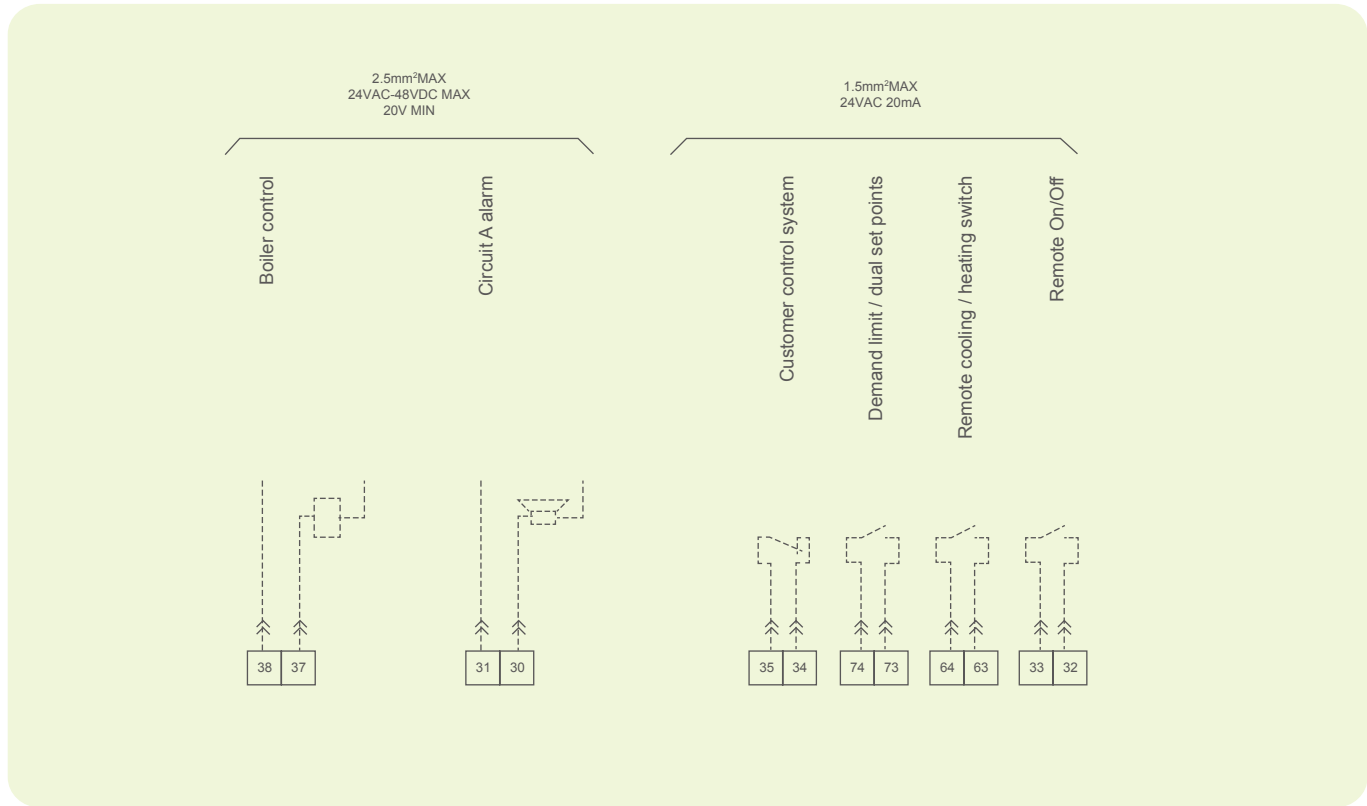 2.5mm²MAX
24VAC-48VDC MAX
20V MIN
1.5mm²MAX
24VAC 20mA
Boiler control
Circuit A alarm
Customer control system
Demand limit / dual set points
Remote cooling / heating switch
Remote On/Off
38 37
31 30
35 34
74 73
64 63
33 32